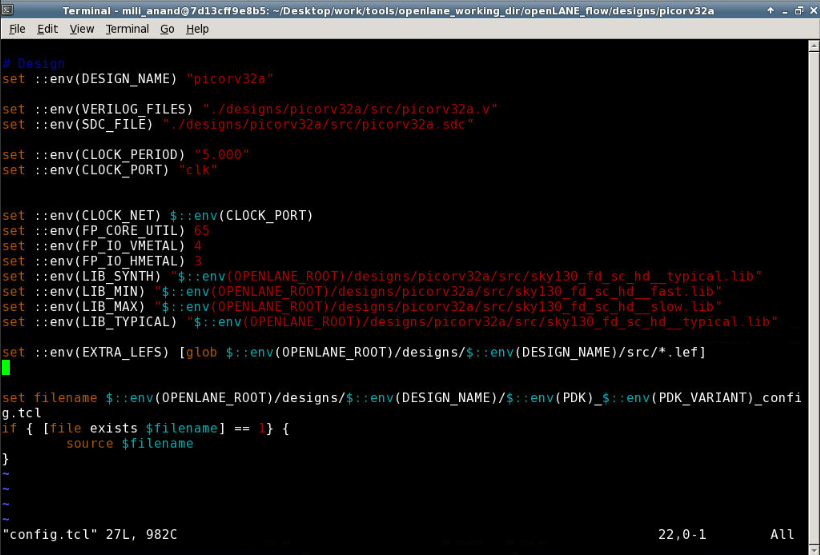 Terminal - mili_anand@7d13cff9e8b5: ~/Desktop/work/tools/openlane_working_dir/openLANE_flow/designs/picorv32a
File Edit View Terminal Go Help
# Design
set ::env(DESIGN_NAME) "picorv32a"
set ::env(VERILOG_FILES) "./designs/picorv32a/src/picorv32a.v"
set ::env(SDC_FILE) "./designs/picorv32a/src/picorv32a.sdc"
set ::env(CLOCK_PERIOD) "5.000"
set ::env(CLOCK_PORT) "clk"
set ::env(CLOCK_NET) $::env(CLOCK_PORT)
set ::env(FP_CORE_UTIL) 65
set ::env(FP_IO_VMETAL) 4
set ::env(FP_IO_HMETAL) 3
set ::env(LIB_SYNTH) "$::env(OPENLANE_ROOT)/designs/picorv32a/src/sky130_fd_sc_hd__typical.lib"
set ::env(LIB_MIN) "$::env(OPENLANE_ROOT)/designs/picorv32a/src/sky130_fd_sc_hd__fast.lib"
set ::env(LIB_MAX) "$::env(OPENLANE_ROOT)/designs/picorv32a/src/sky130_fd_sc_hd__slow.lib"
set ::env(LIB_TYPICAL) "$::env(OPENLANE_ROOT)/designs/picorv32a/src/sky130_fd_sc_hd__typical.lib"
set ::env(EXTRA_LEFS) [glob $::env(OPENLANE_ROOT)/designs/$::env(DESIGN_NAME)/src/*.lef]
set filename $::env(OPENLANE_ROOT)/designs/$::env(DESIGN_NAME)/$::env(PDK)_$::env(PDK_VARIANT)_confi
g.tcl
if { [file exists $filename] == 1} {
        source $filename
}
~
~
~
~
"config.tcl" 27L, 982C 22,0-1 All